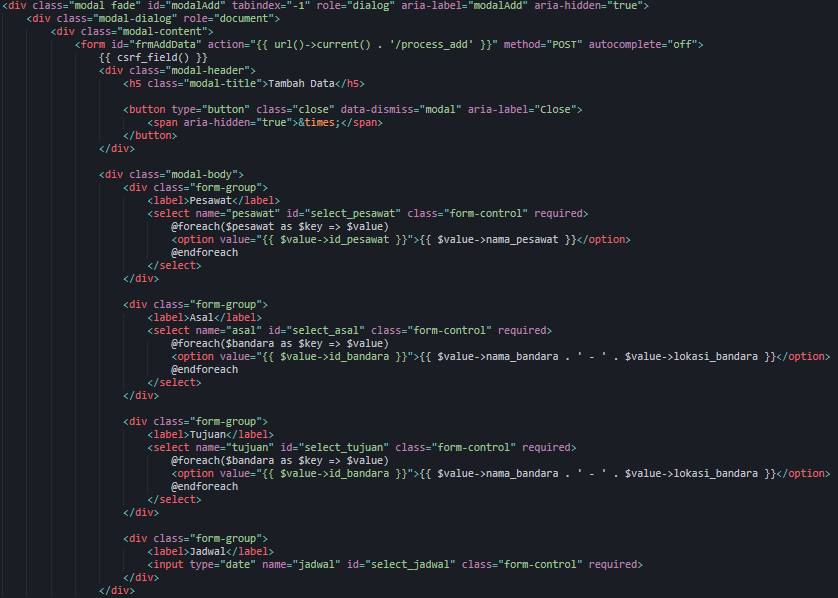 <div class="modal fade" id="modalAdd" tabindex="-1" role="dialog" aria-label="modalAdd" aria-hidden="true">
<div class="modal-dialog" role="document">
<div class="modal-content">
<form id="frmAddData" action="{{ url()->current() . '/process_add' }}" method="POST" autocomplete="off">
{{ csrf_field() }}
<div class="modal-header">
<h5 class="modal-title">Tambah Data</h5>
<button type="button" class="close" data-dismiss="modal" aria-label="Close">
<span aria-hidden="true">&times;</span>
</button>
</div>
<div class="modal-body">
<div class="form-group">
<label>Pesawat</label>
<select name="pesawat" id="select_pesawat" class="form-control" required>
@foreach($pesawat as $key => $value)
<option value="{{ $value->id_pesawat }}">{{ $value->nama_pesawat }}</option>
@endforeach
</select>
</div>
<div class="form-group">
<label>Asal</label>
<select name="asal" id="select_asal" class="form-control" required>
@foreach($bandara as $key => $value)
<option value="{{ $value->id_bandara }}">{{ $value->nama_bandara . ' - ' . $value->lokasi_bandara }}</option>
@endforeach
</select>
</div>
<div class="form-group">
<label>Tujuan</label>
<select name="tujuan" id="select_tujuan" class="form-control" required>
@foreach($bandara as $key => $value)
<option value="{{ $value->id_bandara }}">{{ $value->nama_bandara . ' - ' . $value->lokasi_bandara }}</option>
@endforeach
</select>
</div>
<div class="form-group">
<label>Jadwal</label>
<input type="date" name="jadwal" id="select_jadwal" class="form-control" required>
</div>
</div>